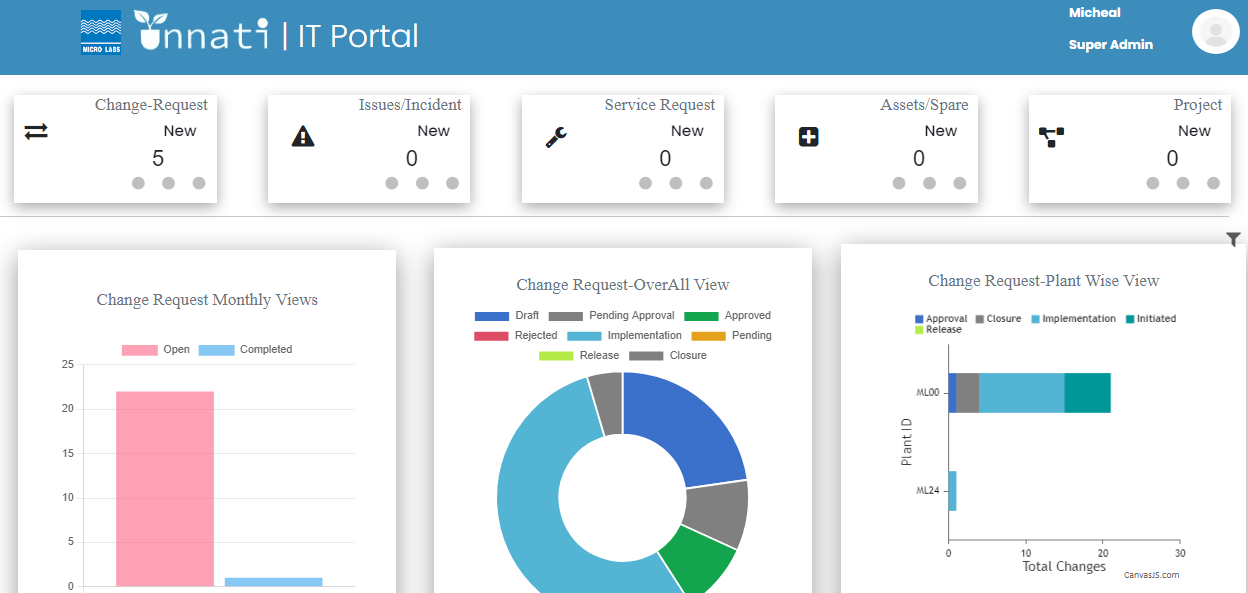 MICRO LABS
unnati | IT Portal
Micheal
Super Admin
Change-Request
New
5
Issues/Incident
New
0
Service Request
New
0
Assets/Spare
New
0
Project
New
0
Change Request Monthly Views
Open Completed
25
20
15
10
5
0
Change Request-OverAll View
Draft Pending Approval Approved
Rejected Implementation Pending
Release Closure
Change Request-Plant Wise View
Approval Closure Implementation Initiated
Release
Plant ID
ML00
ML24
0 10 20 30
Total Changes
CanvasJS.com